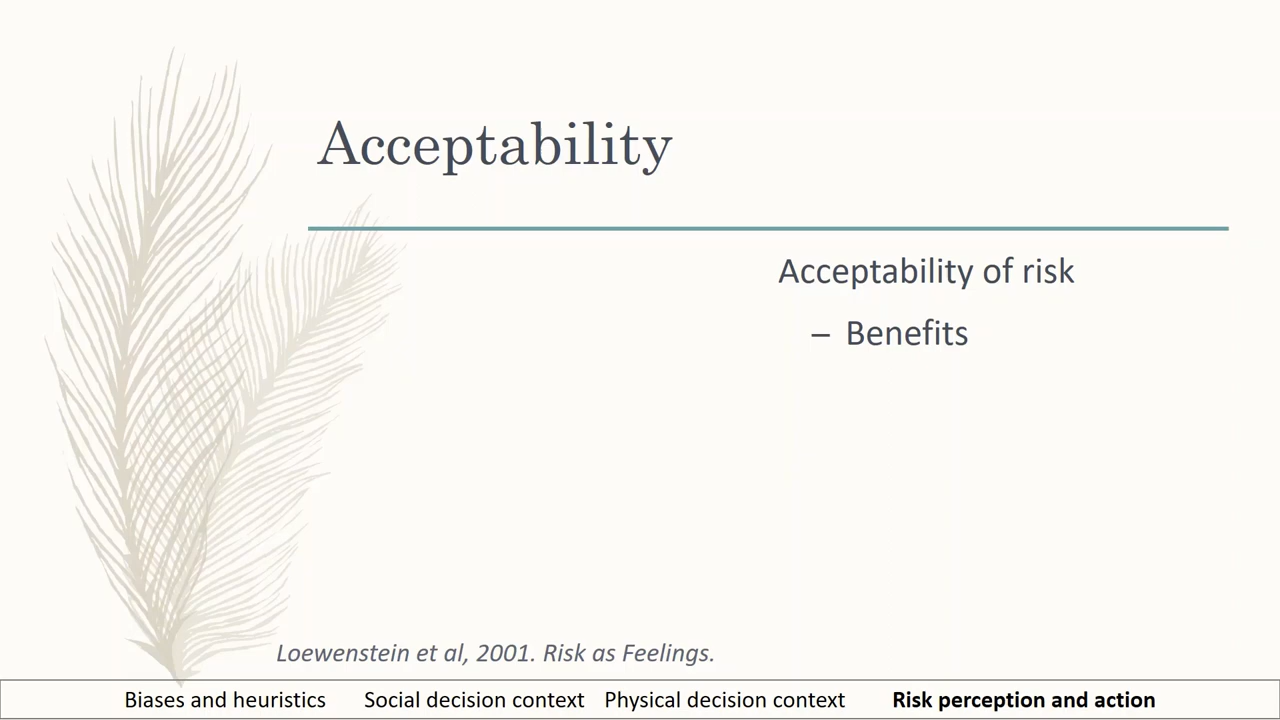 Acceptability
Acceptability of risk
– Benefits
Loewenstein et al, 2001. Risk as Feelings.
Biases and heuristics Social decision context Physical decision context Risk perception and action